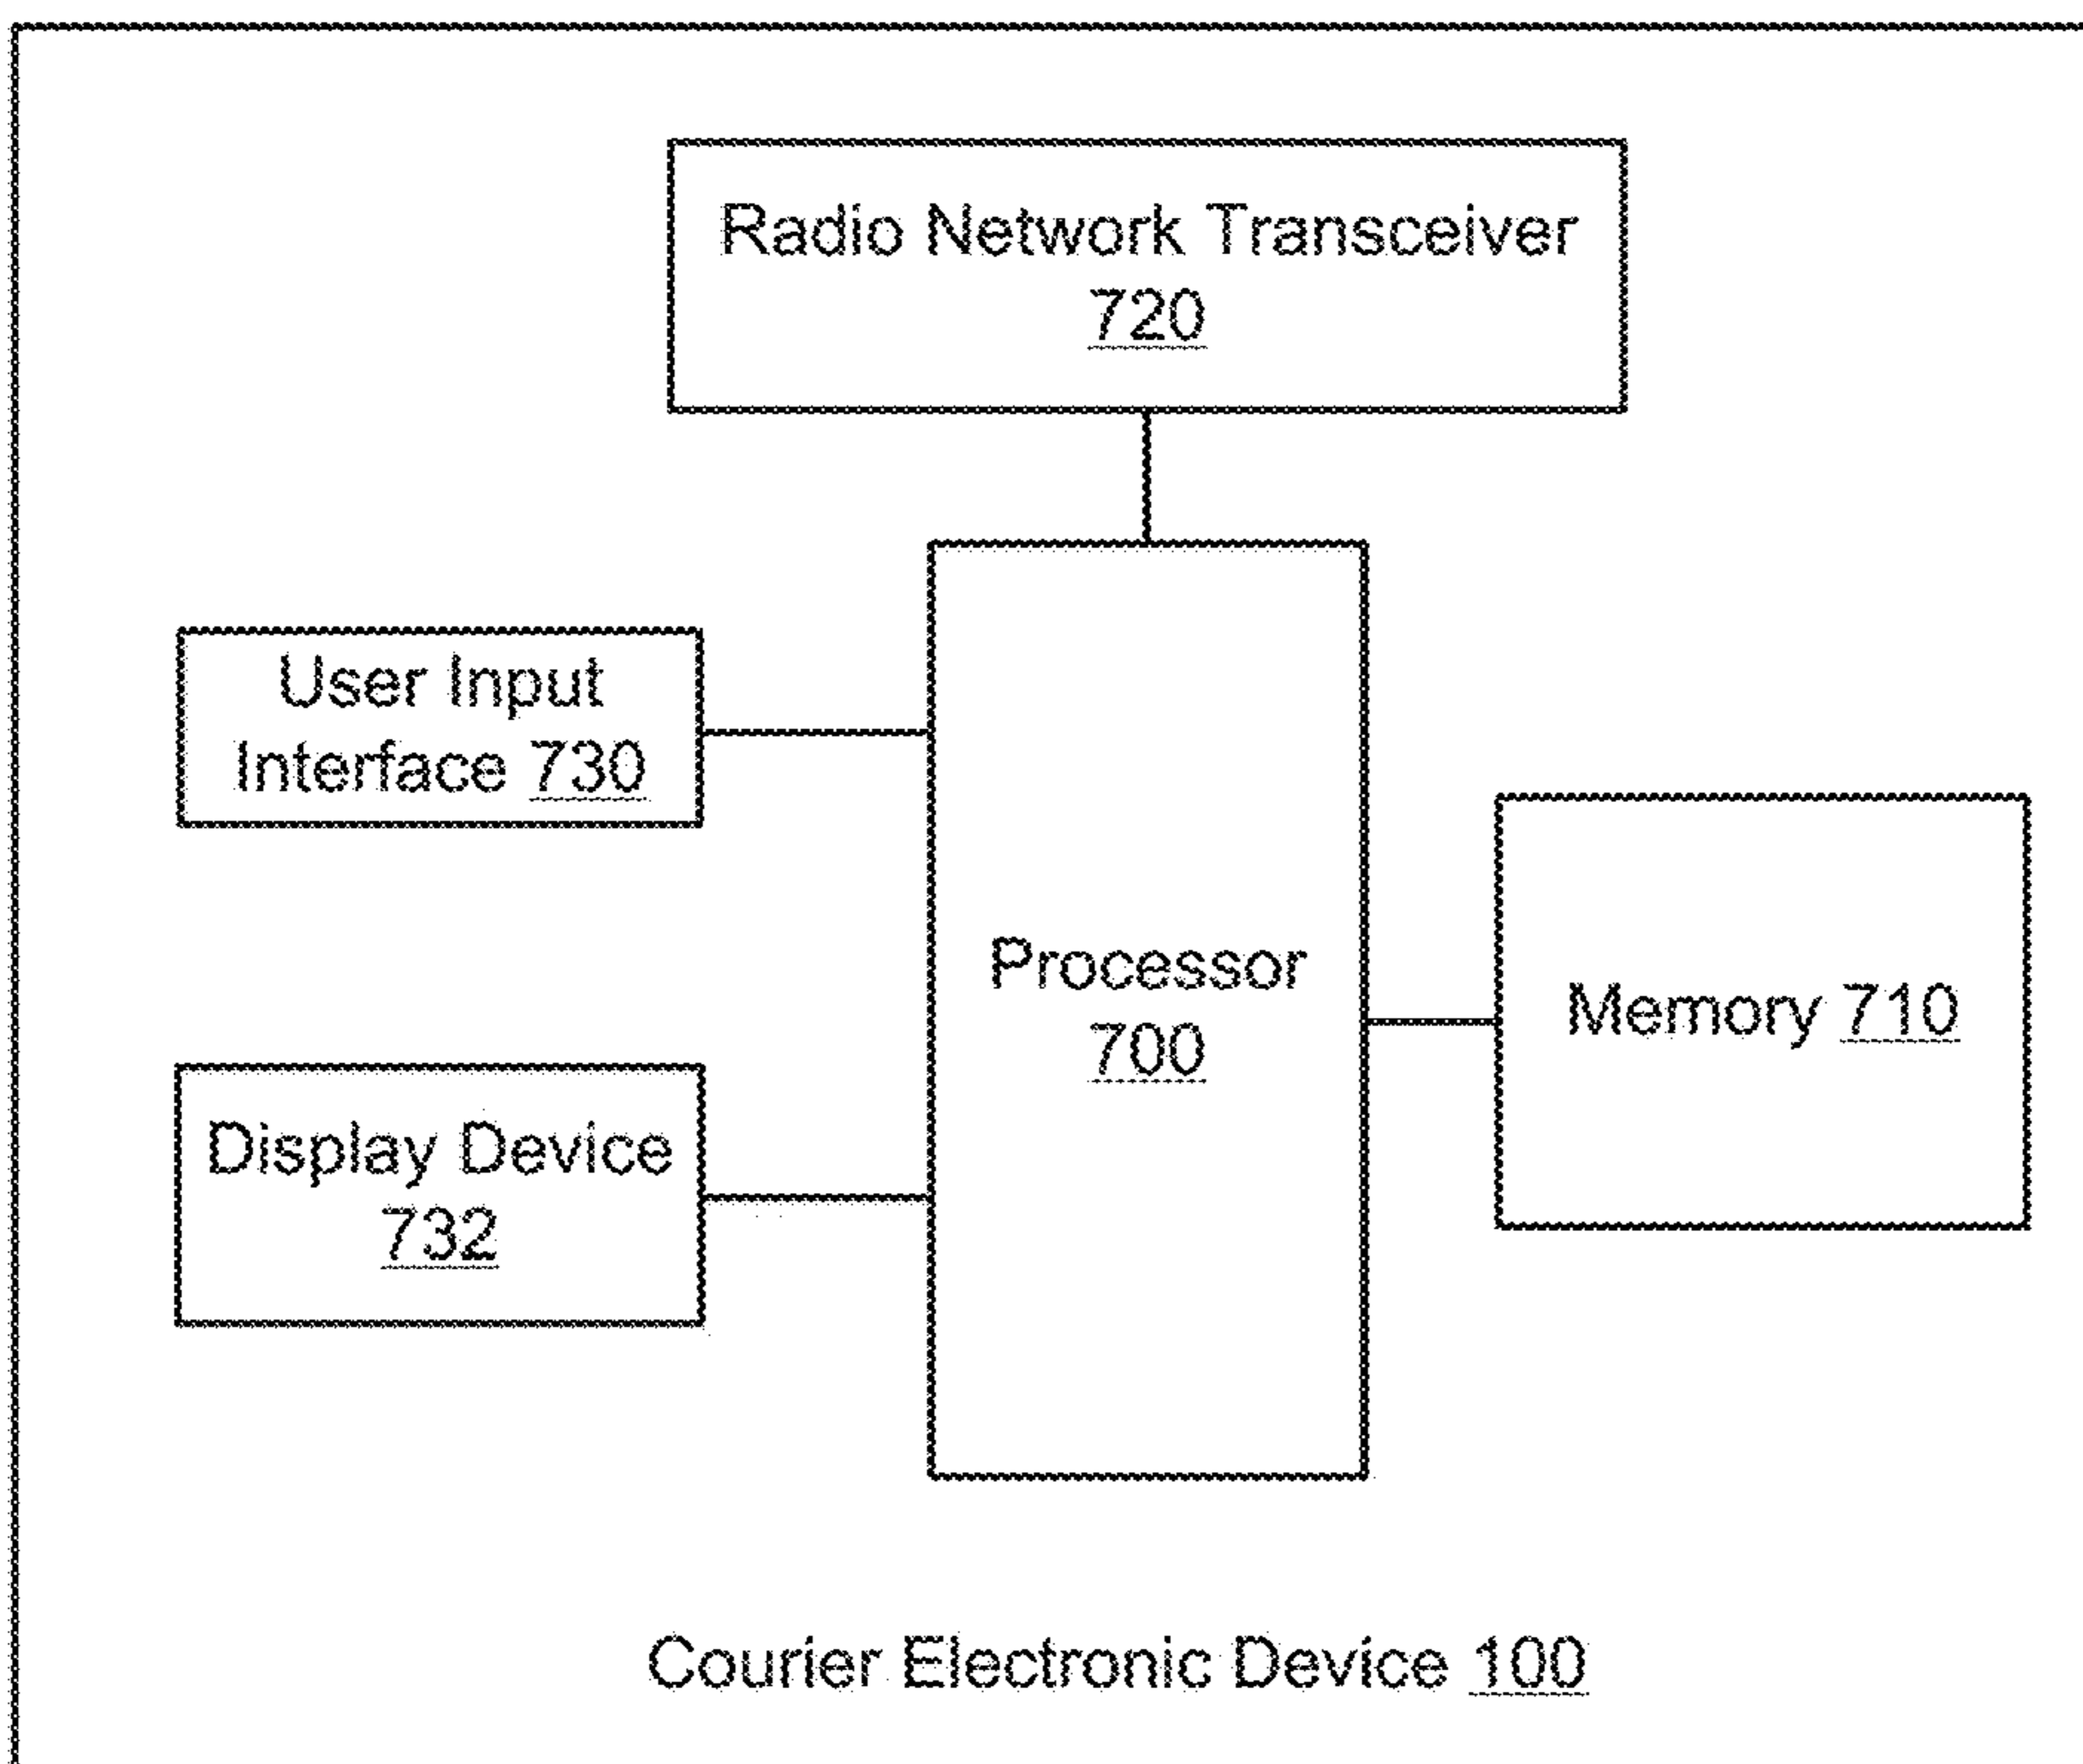 Radio Network Transceiver
720
User Input
Interface 730
Processor
700
Memory 710
Display Device
732
Courier Electronic Device 100